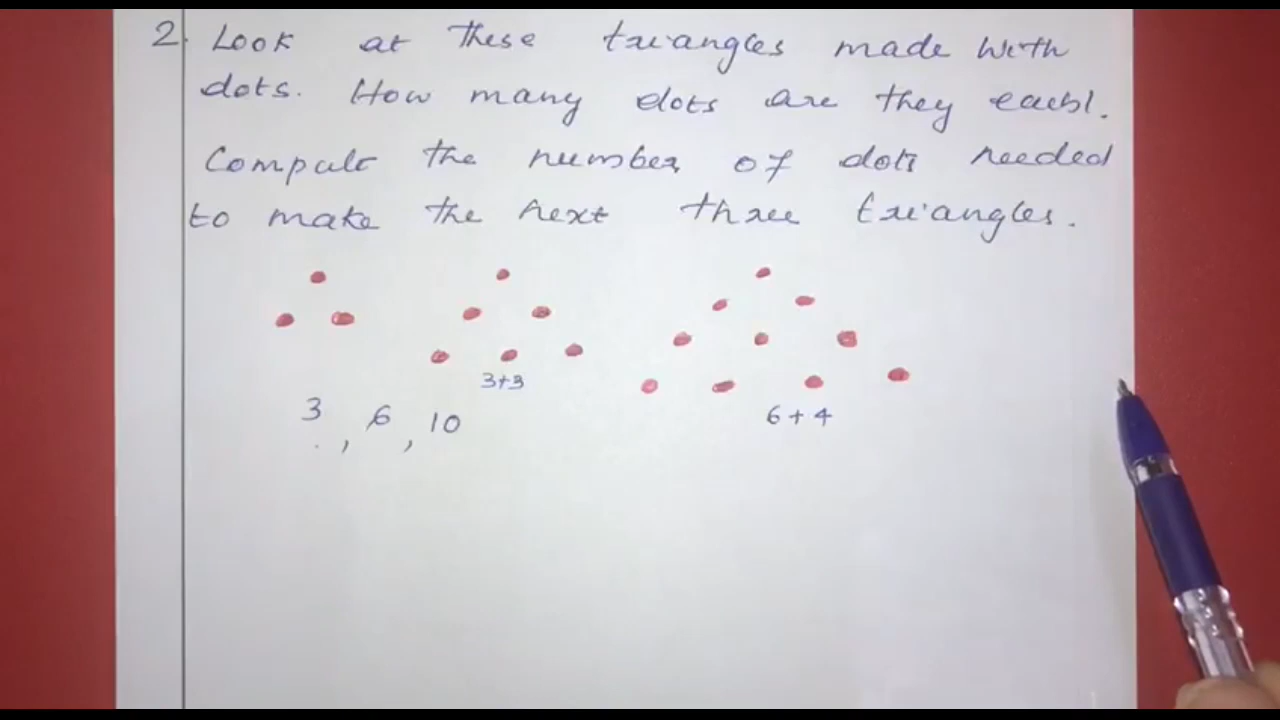 2. Look at these triangles made with
dots. How many dots are they each.
Compute the number of dots needed
to make the next three triangles.
3+3
6+4
3, 6, 10